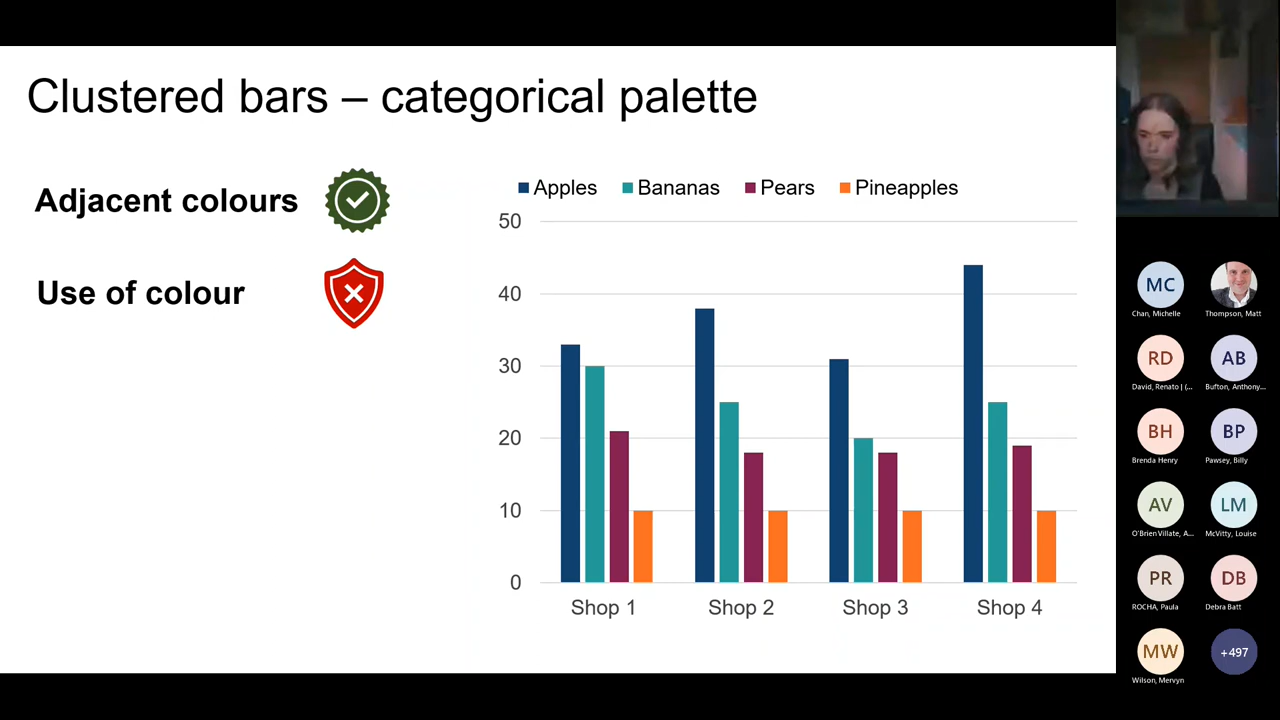 Clustered bars – categorical palette
Adjacent colours
Use of colour
Apples Bananas Pears Pineapples
50
40
30
20
10
0
Shop 1 Shop 2 Shop 3 Shop 4
MC
Chan, Michelle
Thompson, Matt
RD AB
David, Renato J (... Bufton, Anthony...
BH BP
Brenda Henry Pawsey, Billy
AV LM
O'Brien Villate, A... McVitty, Louise
PR DB
ROCHA, Paula Debra Batt
MW +497
Wilson, Mervyn